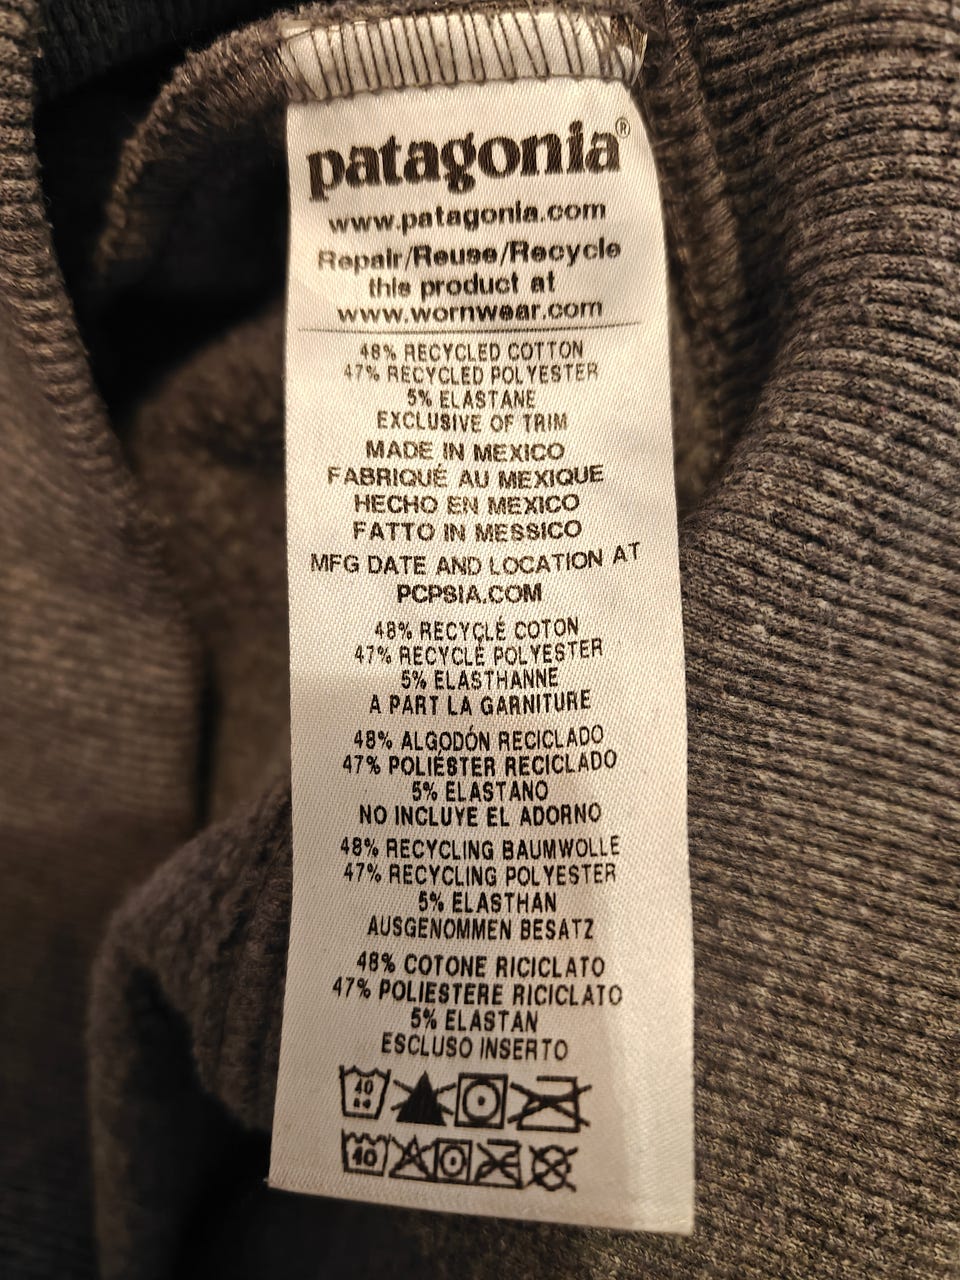 patagonia®
www.patagonia.com
Repair/Reuse/Recycle
this product at
www.wornwear.com
48% RECYCLED COTTON
47% RECYCLED POLYESTER
5% ELASTANE
EXCLUSIVE OF TRIM
MADE IN MEXICO
FABRIQUÉ AU MEXIQUE
HECHO EN MEXICO
FATTO IN MESSICO
MFG DATE AND LOCATION AT
PCPSIA.COM
48% RECYCLÉ COTON
47% RECYCLÉ POLYESTER
5% ELASTHANNE
A PART LA GARNITURE
48% ALGODÓN RECICLADO
47% POLIÉSTER RECICLADO
5% ELASTANO
NO INCLUYE EL ADORNO
48% RECYCLING BAUMWOLLE
47% RECYCLING POLYESTER
5% ELASTHAN
AUSGENOMMEN BESATZ
48% COTONE RICICLATO
47% POLIESTERE RICICLATO
5% ELASTAN
ESCLUSO INSERTO
40
40